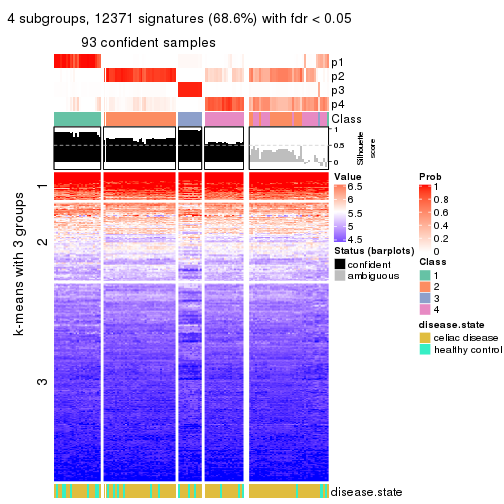 4 subgroups, 12371 signatures (68.6%) with fdr < 0.05
93 confident samples
p1
p2
p3
p4
Class
1
0.5
0
Silhouette
score
k-means with 3 groups
1
2
3
disease.state
Value
6.5
6
5.5
5
4.5
Status (barplots)
confident
ambiguous
Prob
1
0.8
0.6
0.4
0.2
0
Class
1
2
3
4
disease.state
celiac disease
healthy control